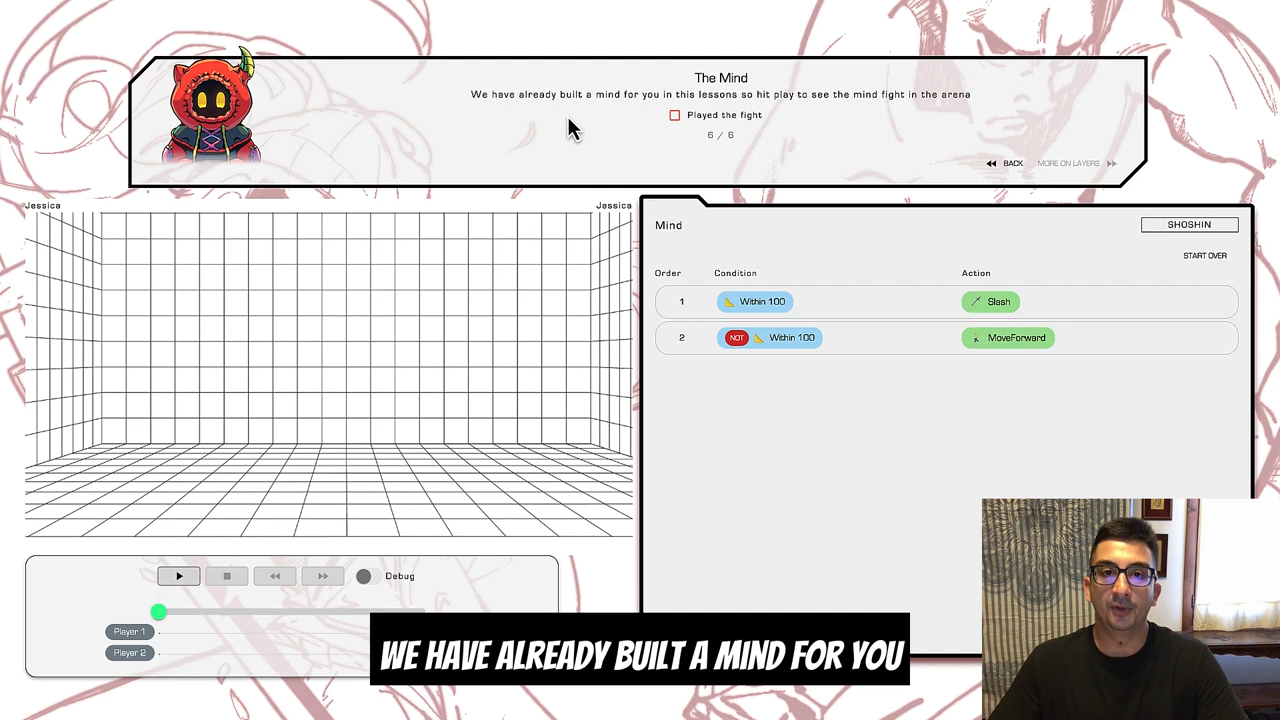 The Mind
We have already built a mind for you in this lessons so hit play to see the mind fight in the arena
Played the fight
6 / 6
BACK MORE ON LAYERS
Jessica Jessica
Mind SHOSHIN
START OVER
Order Condition Action
1 Within 100 Slash
2 NOT Within 100 MoveForward
Debug
Player 1
Player 2
WE HAVE ALREADY BUILT A MIND FOR YOU